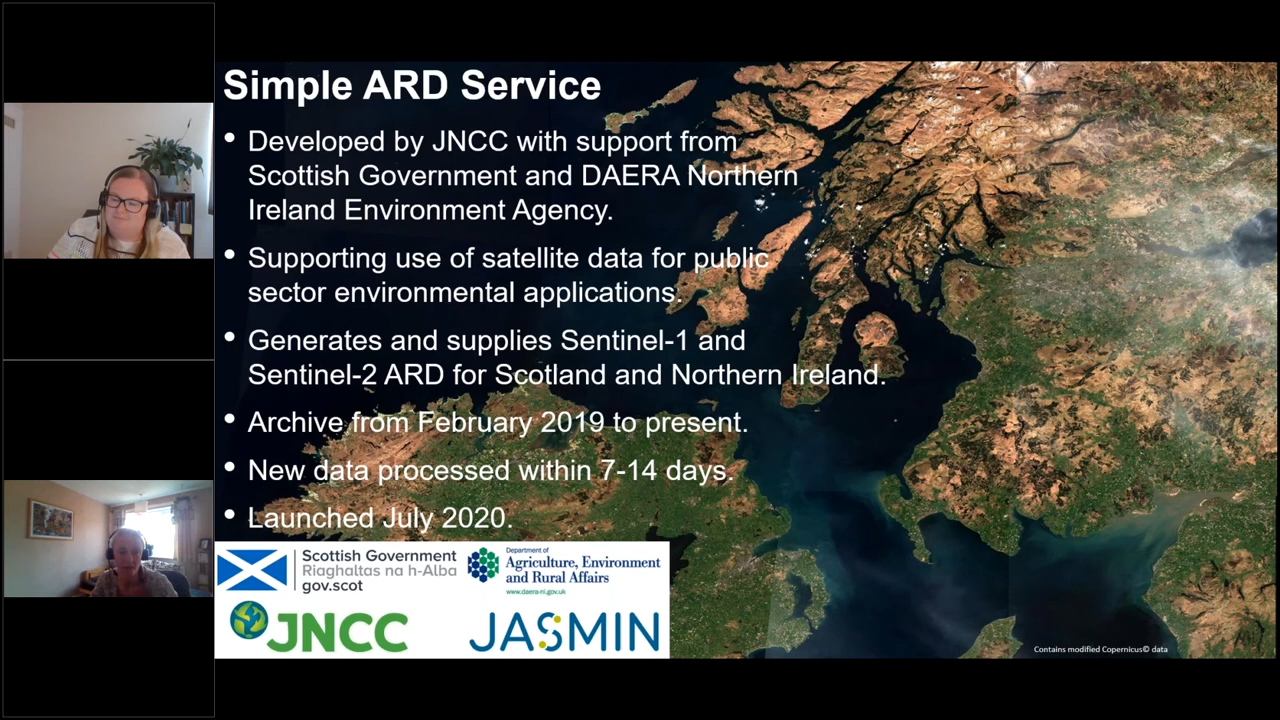 Simple ARD Service
• Developed by JNCC with support from
Scottish Government and DAERA Northern
Ireland Environment Agency.
• Supporting use of satellite data for public
sector environmental applications.
• Generates and supplies Sentinel-1 and
Sentinel-2 ARD for Scotland and Northern Ireland.
• Archive from February 2019 to present.
• New data processed within 7-14 days.
• Launched July 2020.
Scottish Government
Riaghaltas na h-Alba
gov.scot
Department of
Agriculture, Environment
and Rural Affairs
www.daera-ni.gov.uk
JNCC
JASMIN
Contains modified Copernicus© data